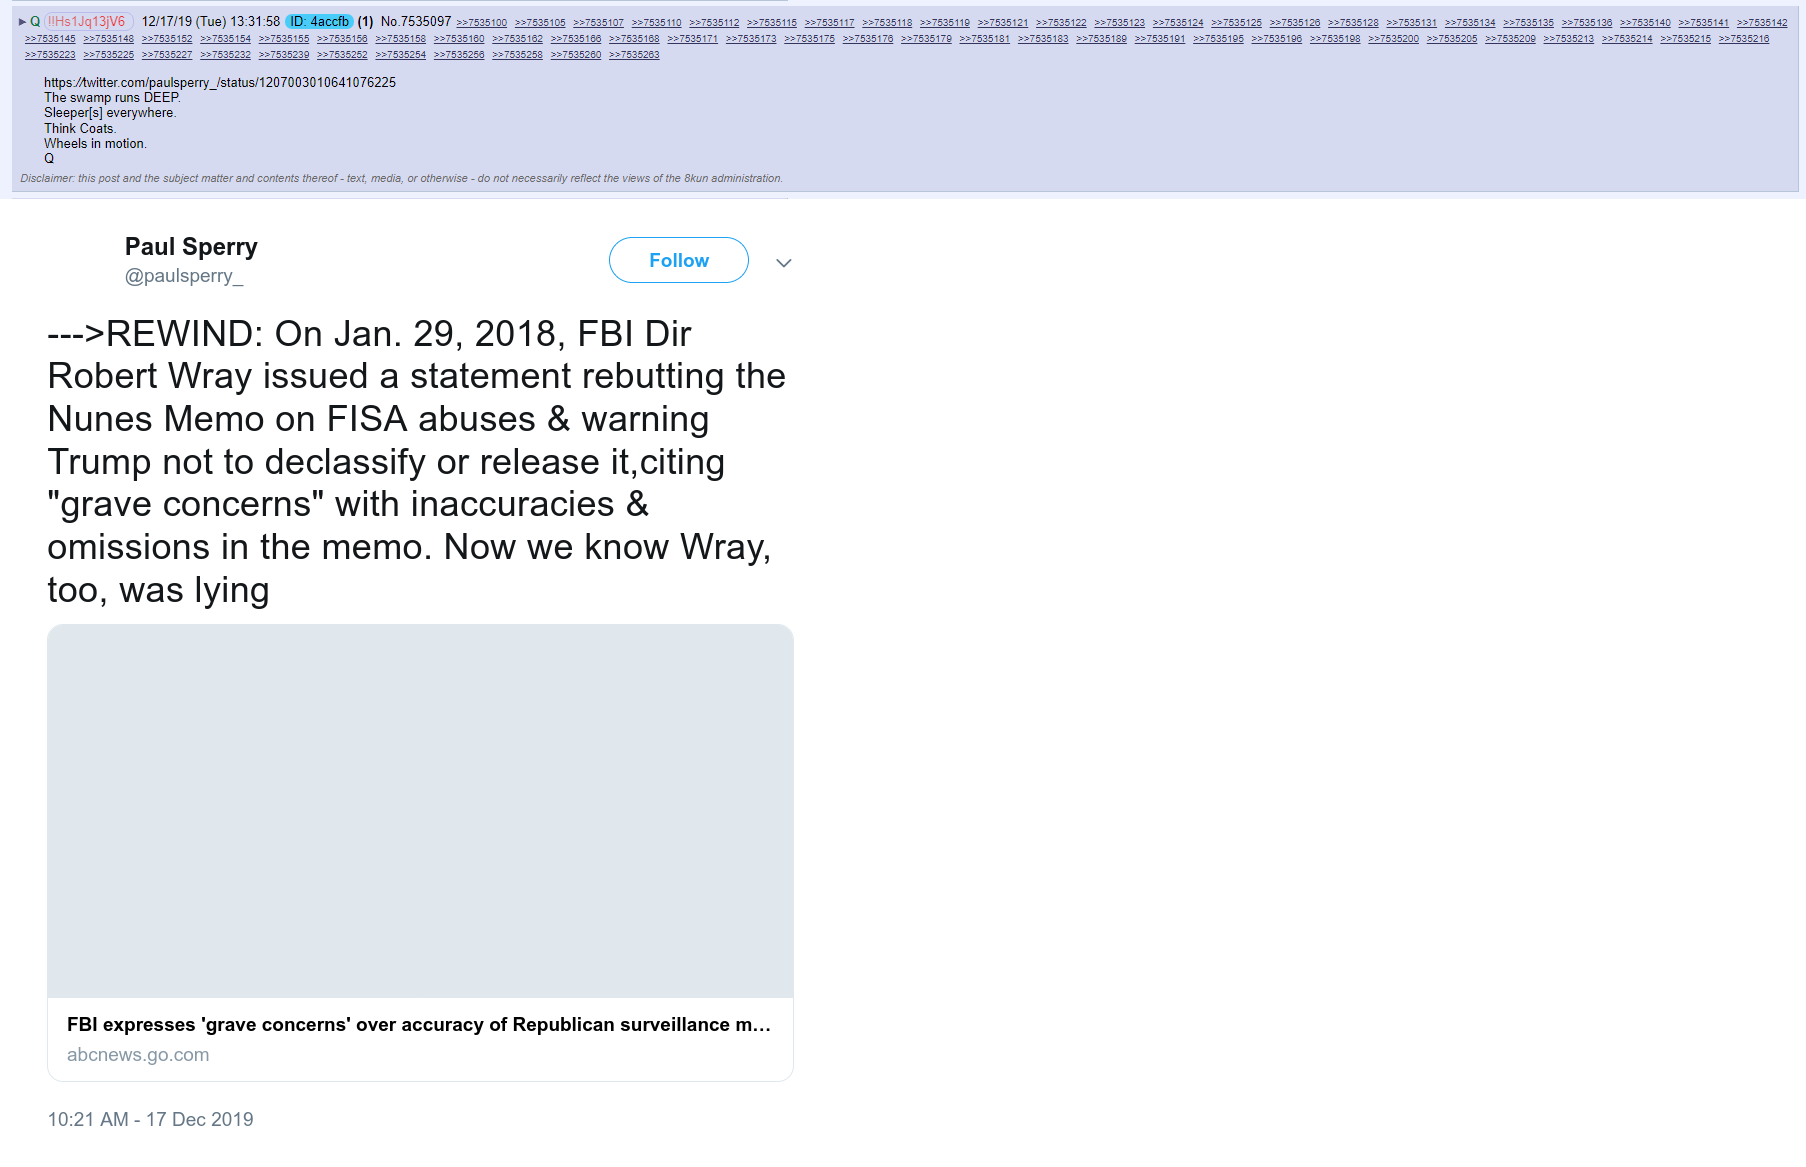 ▶ Q !!Hs1Jq13jV6 12/17/19 (Tue) 13:31:58 ID: 4accfb (1) No.7535097 >>7535100 >>7535105 >>7535107 >>7535110 >>7535112 >>7535115 >>7535117 >>7535118 >>7535119 >>7535121 >>7535122 >>7535123 >>7535124 >>7535125 >>7535126 >>7535128 >>7535131 >>7535134 >>7535135 >>7535136 >>7535140 >>7535141 >>7535142
>>7535145 >>7535148 >>7535152 >>7535154 >>7535155 >>7535156 >>7535158 >>7535160 >>7535162 >>7535166 >>7535168 >>7535171 >>7535173 >>7535175 >>7535176 >>7535179 >>7535181 >>7535183 >>7535189 >>7535191 >>7535195 >>7535196 >>7535198 >>7535200 >>7535205 >>7535209 >>7535213 >>7535214 >>7535215 >>7535216
>>7535223 >>7535225 >>7535227 >>7535232 >>7535239 >>7535252 >>7535254 >>7535256 >>7535258 >>7535260 >>7535263
https://twitter.com/paulsperry_/status/1207003010641076225
The swamp runs DEEP.
Sleeper[s] everywhere.
Think Coats.
Wheels in motion.
Q
Disclaimer: this post and the subject matter and contents thereof - text, media, or otherwise - do not necessarily reflect the views of the 8kun administration.
Paul Sperry
@paulsperry_
Follow
--->REWIND: On Jan. 29, 2018, FBI Dir
Robert Wray issued a statement rebutting the
Nunes Memo on FISA abuses & warning
Trump not to declassify or release it,citing
"grave concerns" with inaccuracies &
omissions in the memo. Now we know Wray,
too, was lying
FBI expresses 'grave concerns' over accuracy of Republican surveillance m...
abcnews.go.com
10:21 AM - 17 Dec 2019